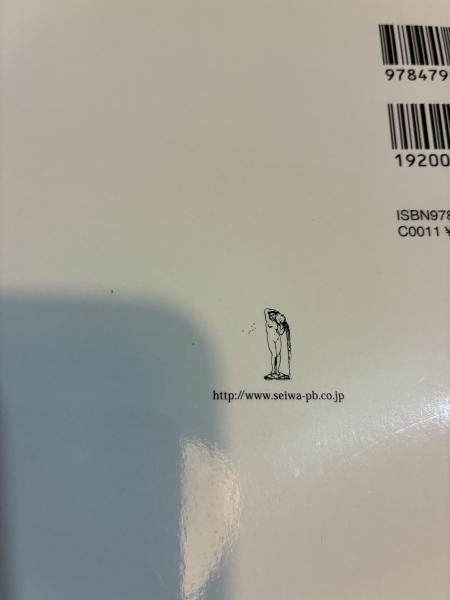 978479
19200
ISBN978
C0011 ¥
http://www.seiwa-pb.co.jp